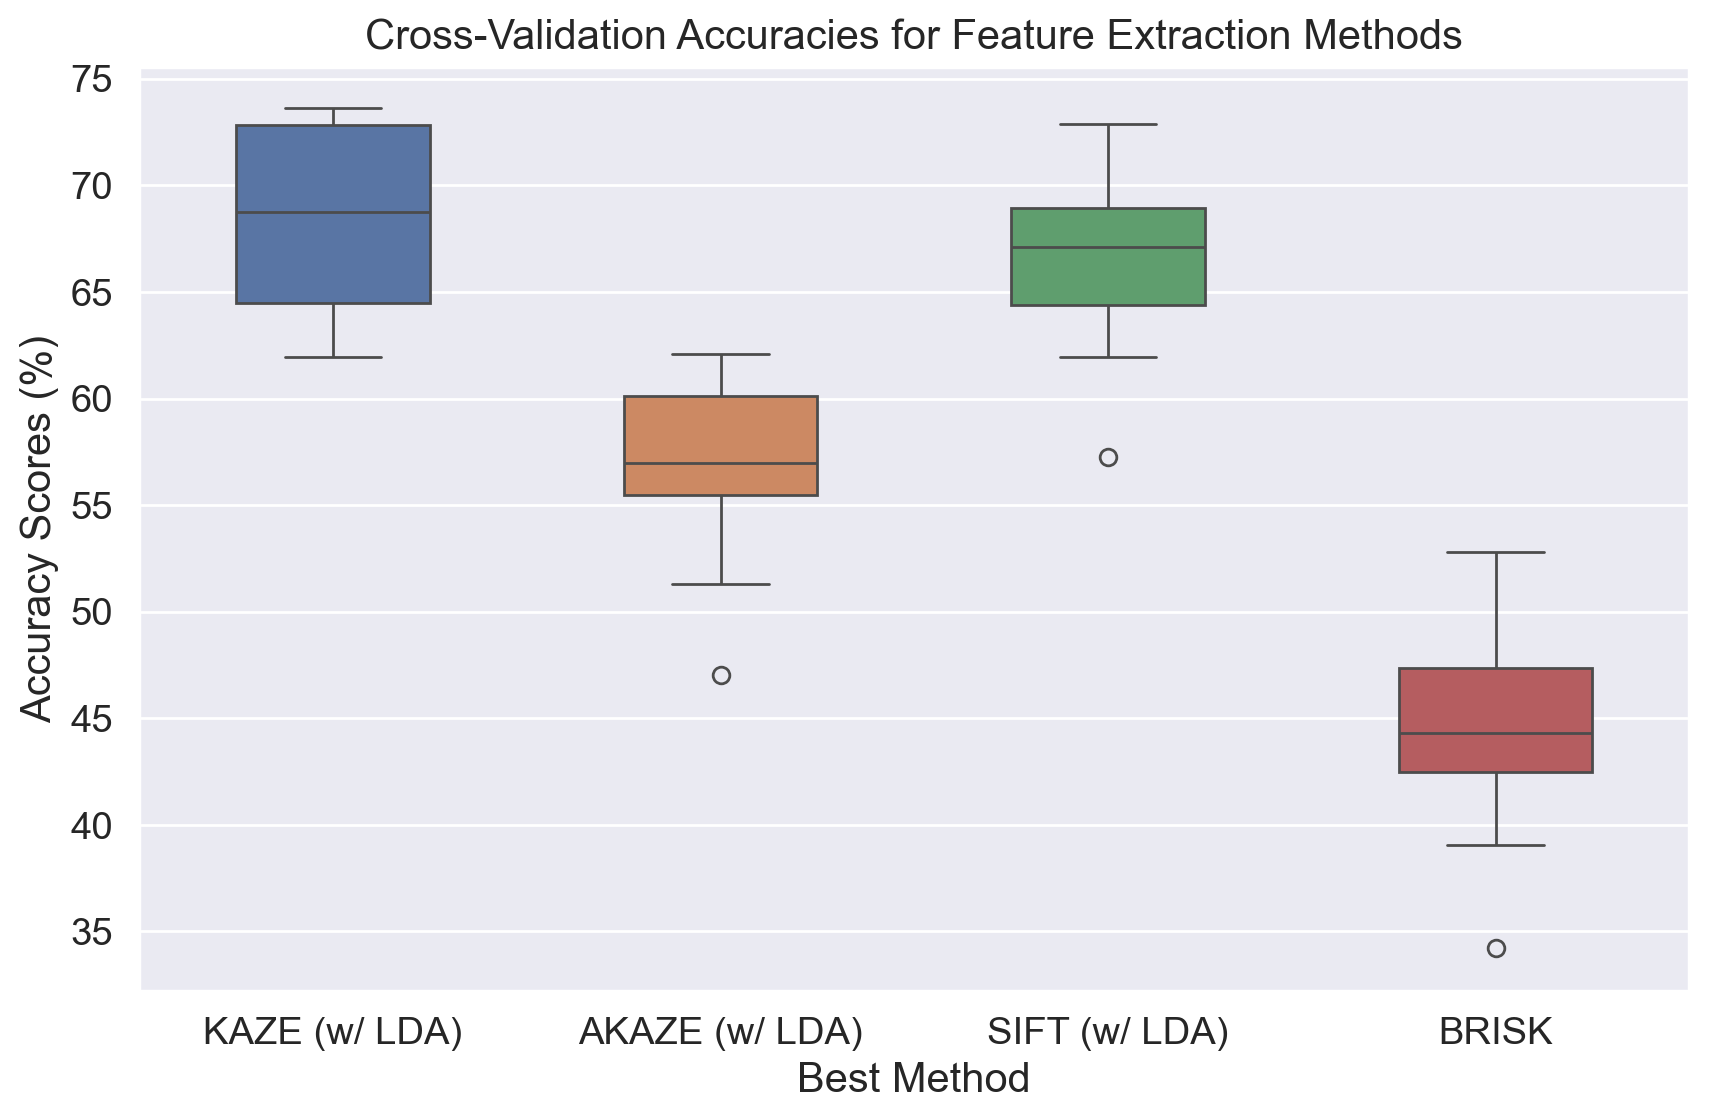 Cross-Validation Accuracies for Feature Extraction Methods
75
70
65
60
55
50
45
40
35
Accuracy Scores (%)
KAZE (w/ LDA)
AKAZE (w/ LDA)
SIFT (w/ LDA)
BRISK
Best Method